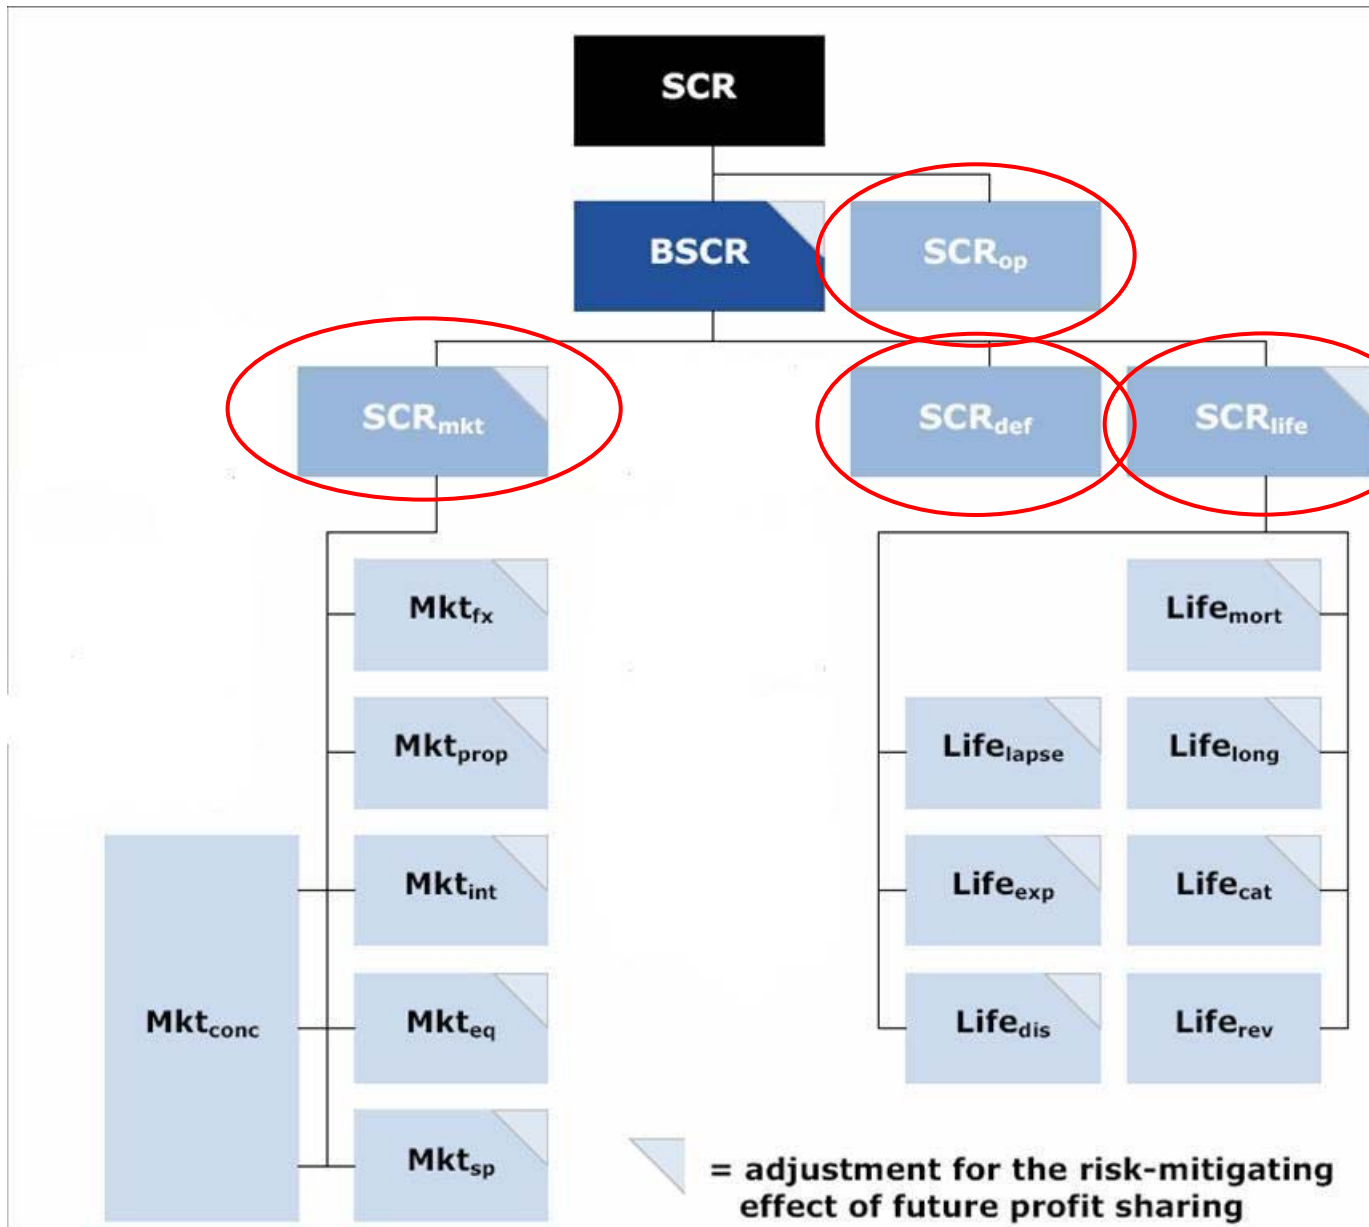 SCR
BSCR
SCRop
SCRmkt
SCRdef
SCRlife
Mktfx
Lifemort
Mktprop
Lifelapse
Lifelong
Mktint
Lifeexp
Lifecat
Mktconc
Mkteq
Lifedis
Liferev
Mktsp
= adjustment for the risk-mitigating
effect of future profit sharing